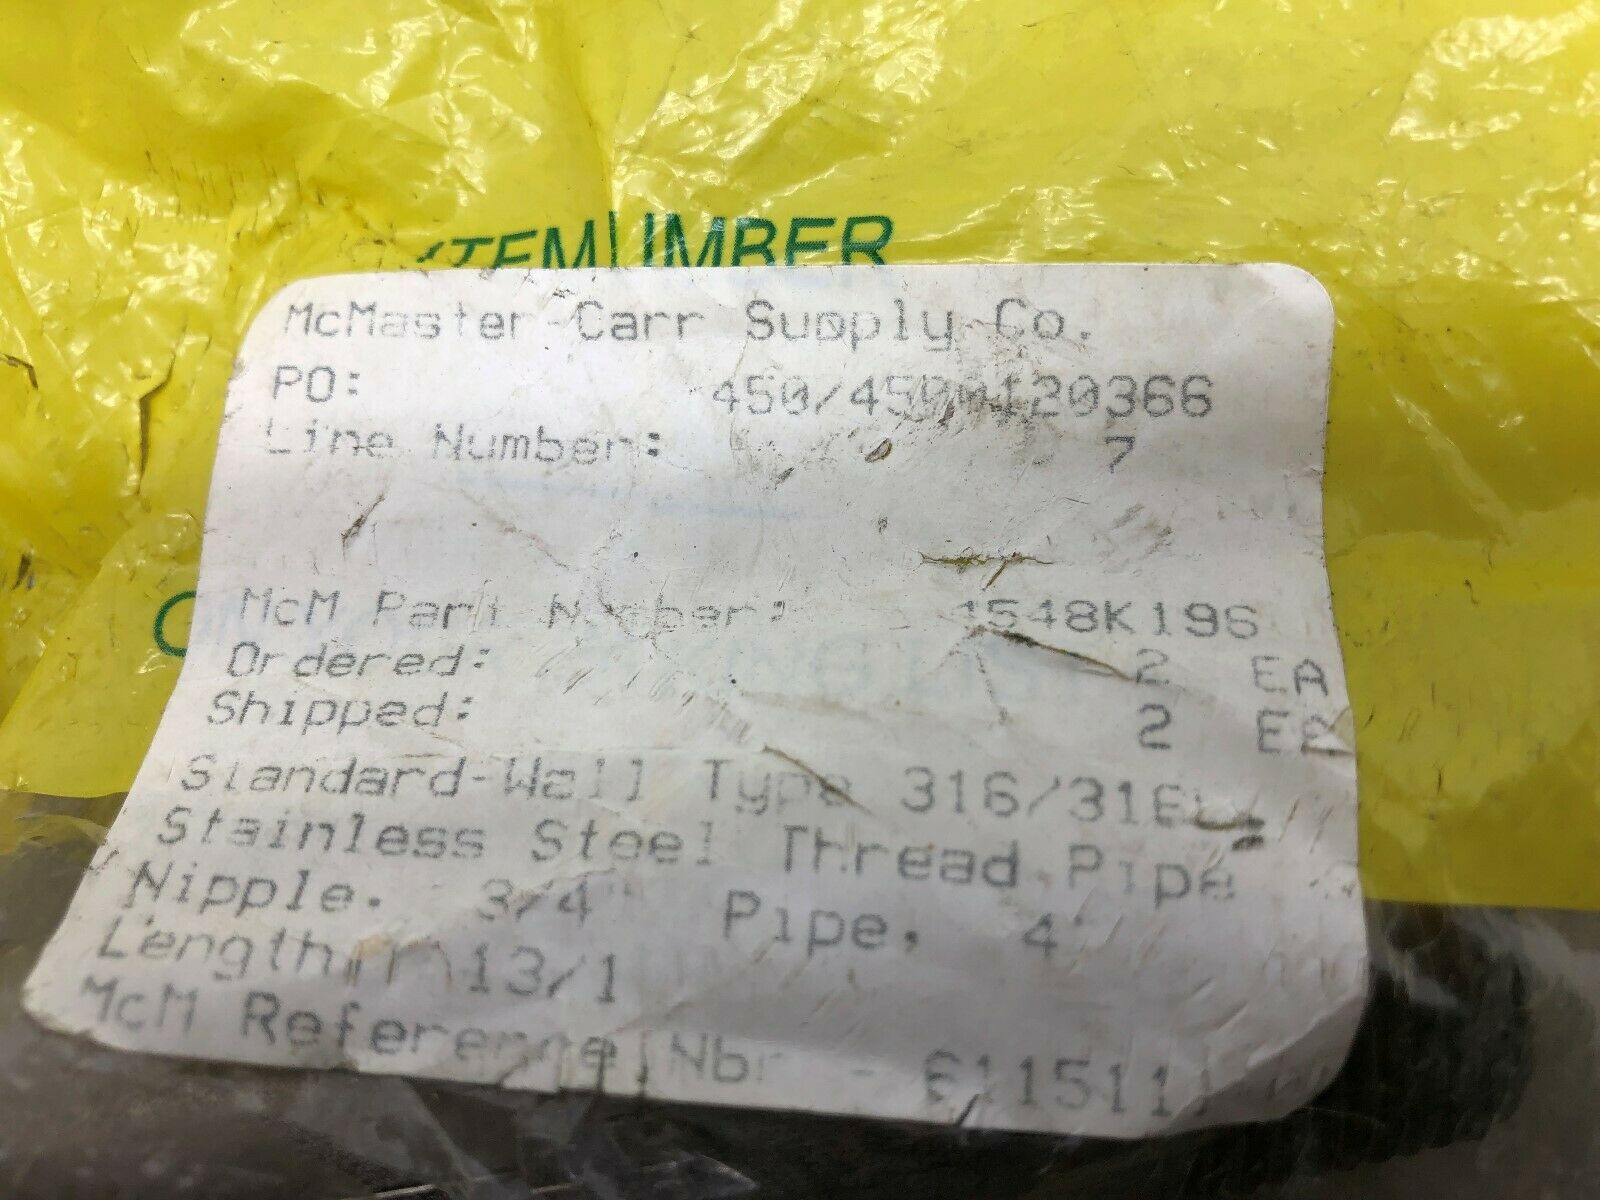 McMaster-Carr Supply Co.
PO: 450/4500120366
Line Number: 7
McM Part Number: 4548K196
Ordered: 2 EA
Shipped: 2 EA
Standard-Wall Type 316/316L
Stainless Steel Thread Pipe
Nipple. 3/4" Pipe, 4"
Length, 13/1
McM Reference Nbr -